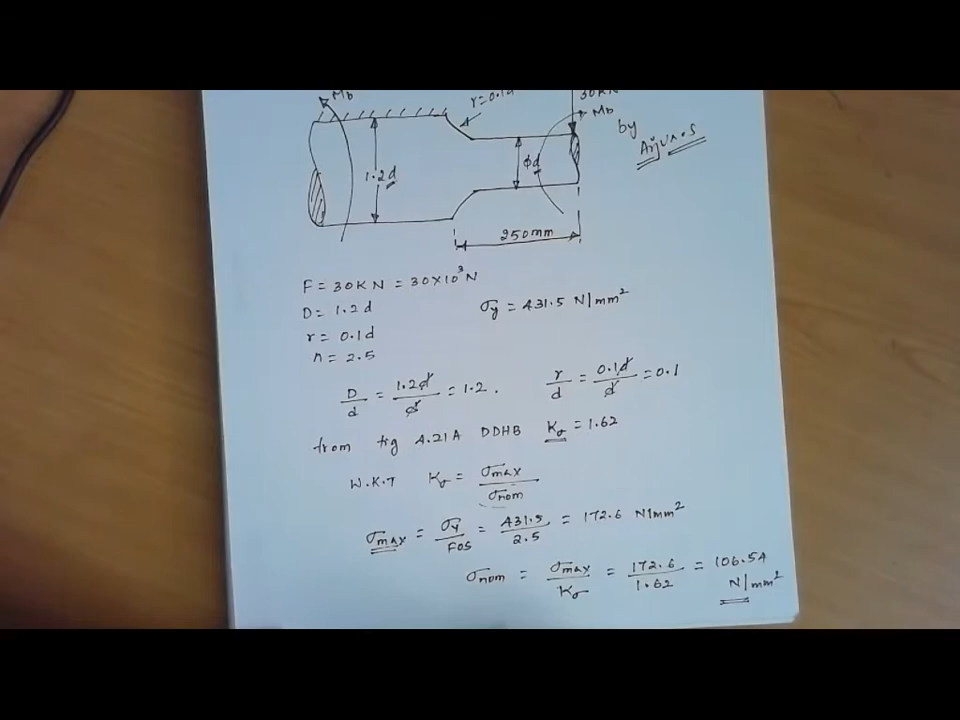 Mb
r=0.1d
30KN
Mb
by
Arjun.S
1.2d
ϕd
250mm
F = 30KN = 30×10³N
D = 1.2d
σy = 431.5 N/mm²
r = 0.1d
n = 2.5
D/d = 1.2d/d = 1.2 .
r/d = 0.1d/d = 0.1
from fig 4.21A DDHB Kσ = 1.62
W.K.T Kσ = σmax/σnom
σmax = σy/FOS = 431.5/2.5 = 172.6 N/mm²
σnom = σmax/Kσ = 172.6/1.62 = 106.54 N/mm²